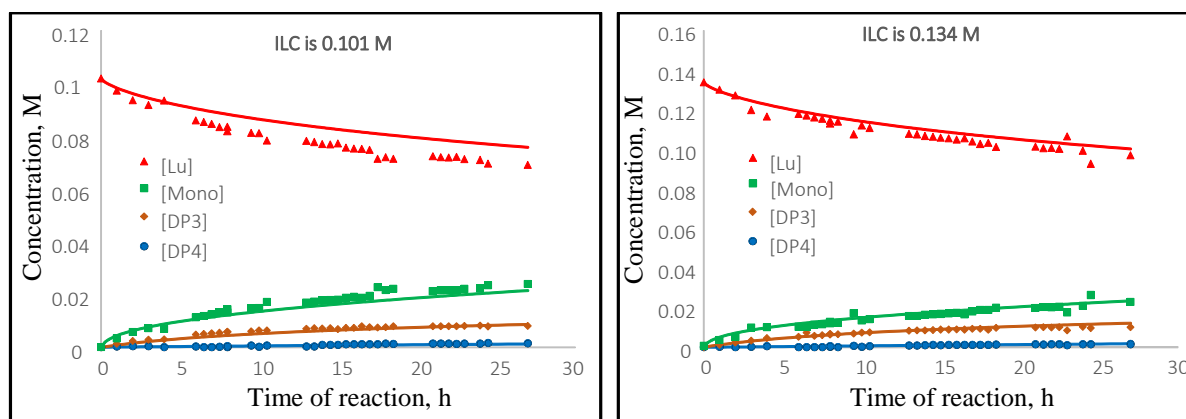 ILC is 0.101 M
Concentration, M
0.12
0.1
0.08
0.06
0.04
0.02
0
[Lu]
[Mono]
[DP3]
[DP4]
0 5 10 15 20 25 30
Time of reaction, h
ILC is 0.134 M
Concentration, M
0.16
0.14
0.12
0.10
0.08
0.06
0.04
0.02
0.00
[Lu]
[Mono]
[DP3]
[DP4]
0 5 10 15 20 25 30
Time of reaction, h